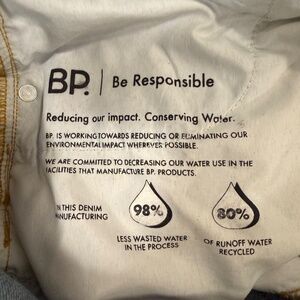 BP. | Be Responsible
Reducing our impact. Conserving Water.
BP. IS WORKING TOWARDS REDUCING OR ELIMINATING OUR
ENVIRONMENTAL IMPACT WHEREVER POSSIBLE.
WE ARE COMMITTED TO DECREASING OUR WATER USE IN THE
FACILITIES THAT MANUFACTURE BP. PRODUCTS.
IN THIS DENIM
MANUFACTURING
98%
LESS WASTED WATER
IN THE PROCESS
80%
OF RUNOFF WATER
RECYCLED